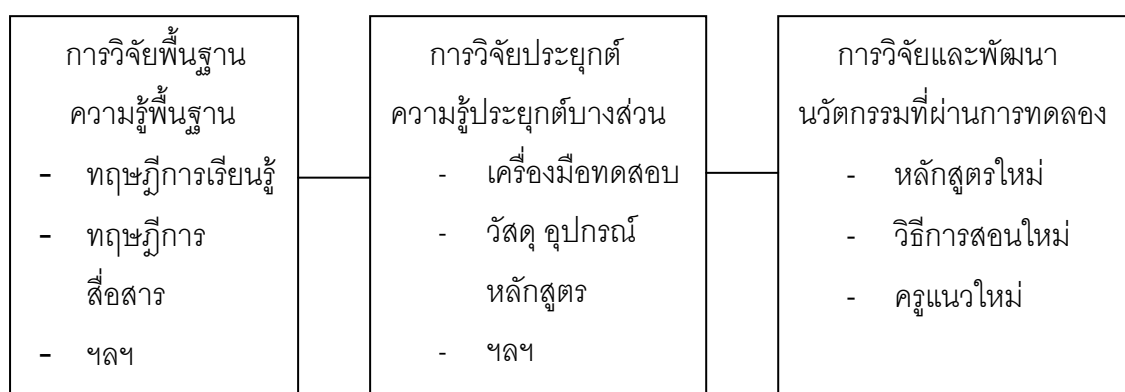 การวิจัยพื้นฐาน
ความรู้พื้นฐาน
- ทฤษฎีการเรียนรู้
- ทฤษฎีการ
สื่อสาร
- ฯลฯ
การวิจัยประยุกต์
ความรู้ประยุกต์บางส่วน
- เครื่องมือทดสอบ
- วัสดุ อุปกรณ์
หลักสูตร
- ฯลฯ
การวิจัยและพัฒนา
นวัตกรรมที่ผ่านการทดลอง
- หลักสูตรใหม่
- วิธีการสอนใหม่
- ครูแนวใหม่